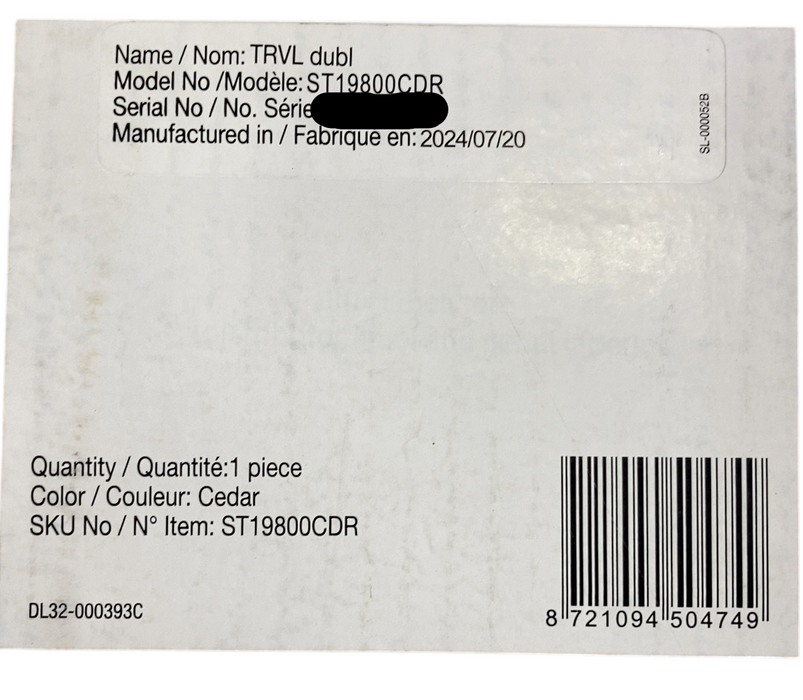 Name / Nom: TRVL dubl
Model No /Modèle: ST19800CDR
Serial No / No. Série
Manufactured in / Fabrique en: 2024/07/20
SL-000052B
Quantity / Quantité:1 piece
Color / Couleur: Cedar
SKU No / N° Item: ST19800CDR
DL32-000393C
8 721094 504749